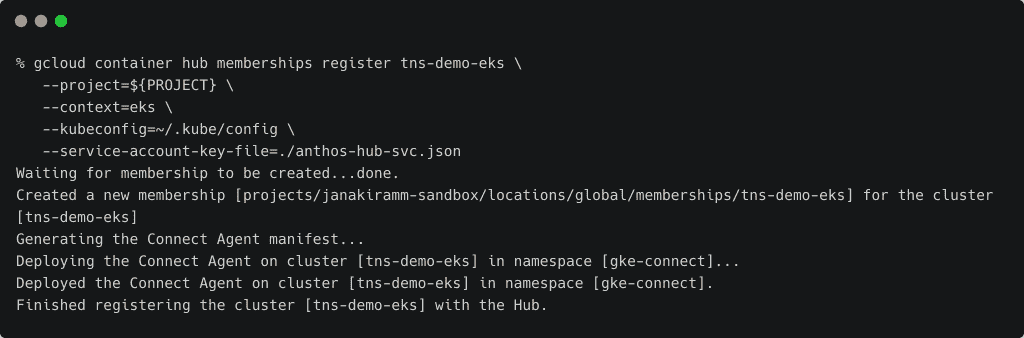 % gcloud container hub memberships register tns-demo-eks \
   --project=${PROJECT} \
   --context=eks \
   --kubeconfig=~/.kube/config \
   --service-account-key-file=./anthos-hub-svc.json
Waiting for membership to be created...done.
Created a new membership [projects/janakiramm-sandbox/locations/global/memberships/tns-demo-eks] for the cluster
[tns-demo-eks]
Generating the Connect Agent manifest...
Deploying the Connect Agent on cluster [tns-demo-eks] in namespace [gke-connect]...
Deployed the Connect Agent on cluster [tns-demo-eks] in namespace [gke-connect].
Finished registering the cluster [tns-demo-eks] with the Hub.